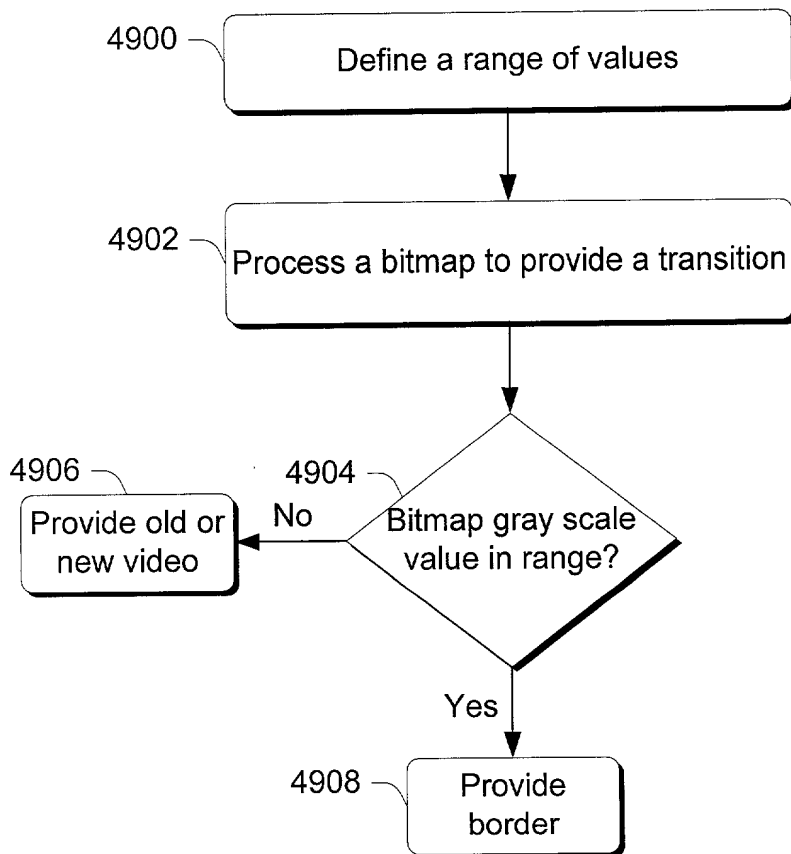 4900
Define a range of values
4902
Process a bitmap to provide a transition
4904
Bitmap gray scale
value in range?
4906
No
Provide old or
new video
Yes
4908
Provide
border